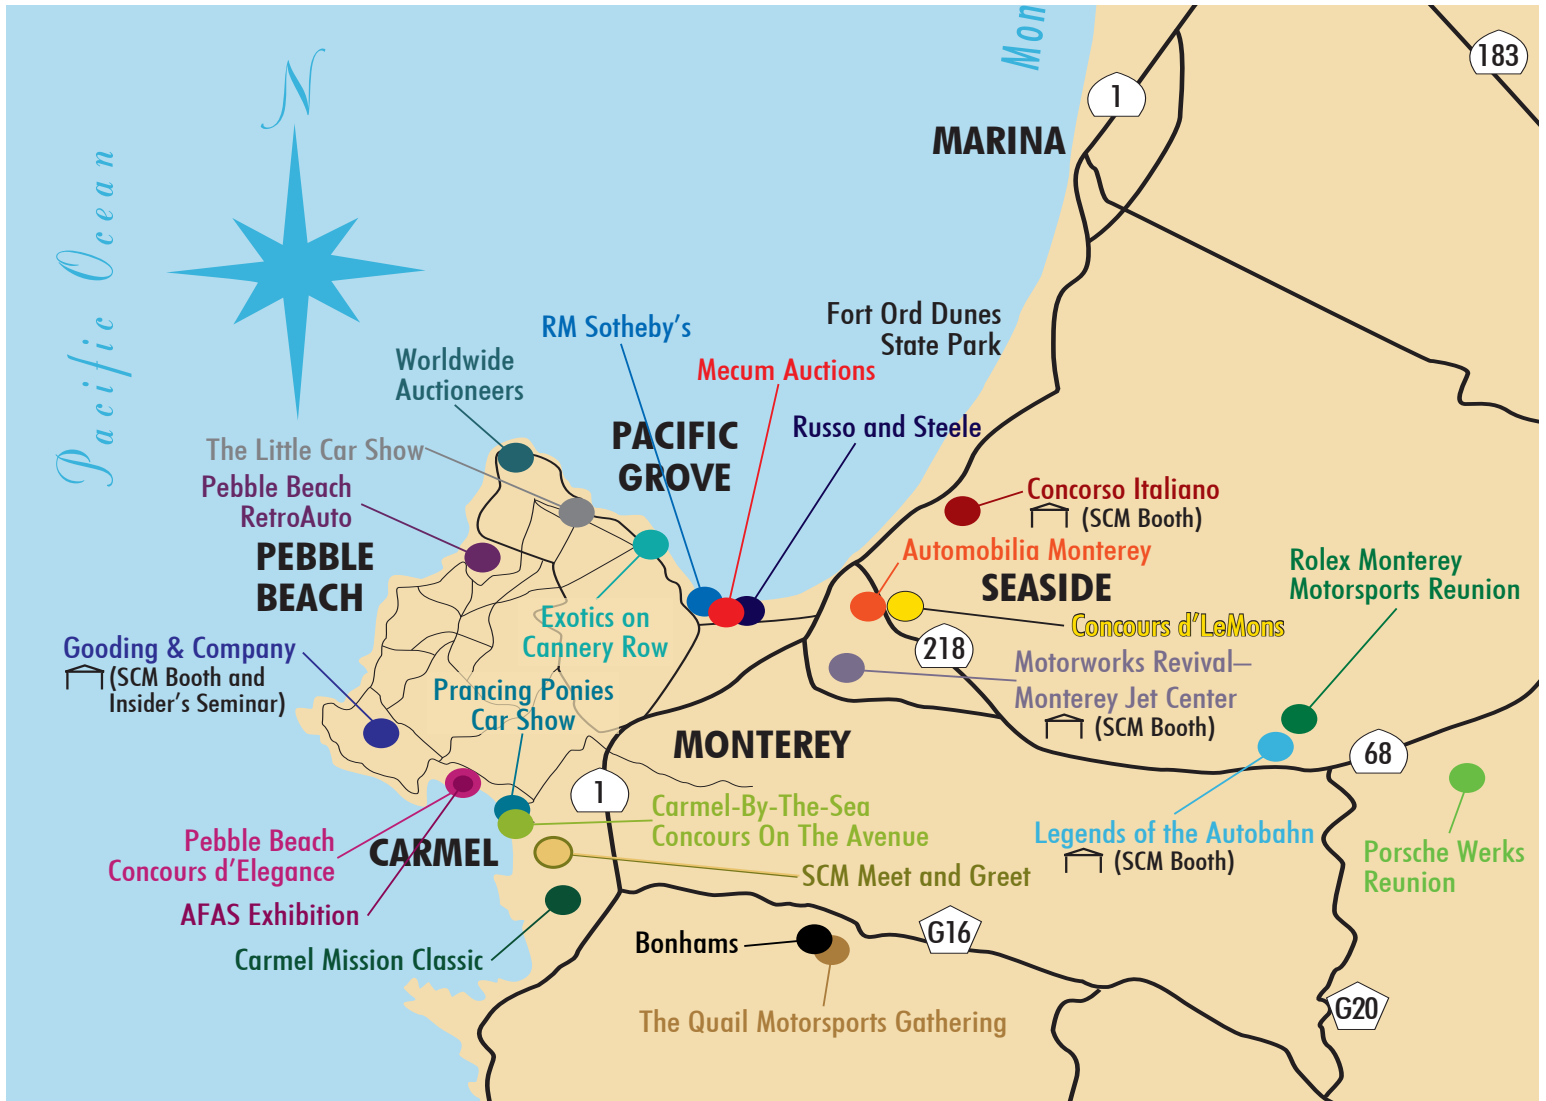 Mon
183
1
MARINA
N
Pacific Ocean
Fort Ord Dunes
State Park
RM Sotheby's
Worldwide
Auctioneers
Mecum Auctions
PACIFIC
GROVE
Russo and Steele
The Little Car Show
Pebble Beach
RetroAuto
PEBBLE
BEACH
Concorso Italiano
(SCM Booth)
Automobilia Monterey
SEASIDE
Rolex Monterey
Motorsports Reunion
Concours d'LeMons
218
Exotics on
Cannery Row
Gooding & Company
(SCM Booth and
Insider's Seminar)
Prancing Ponies
Car Show
Motorworks Revival—
Monterey Jet Center
(SCM Booth)
MONTEREY
68
1
Carmel-By-The-Sea
Concours On The Avenue
Pebble Beach
Concours d'Elegance
CARMEL
Legends of the Autobahn
(SCM Booth)
Porsche Werks
Reunion
SCM Meet and Greet
AFAS Exhibition
Carmel Mission Classic
Bonhams
G16
The Quail Motorsports Gathering
G20